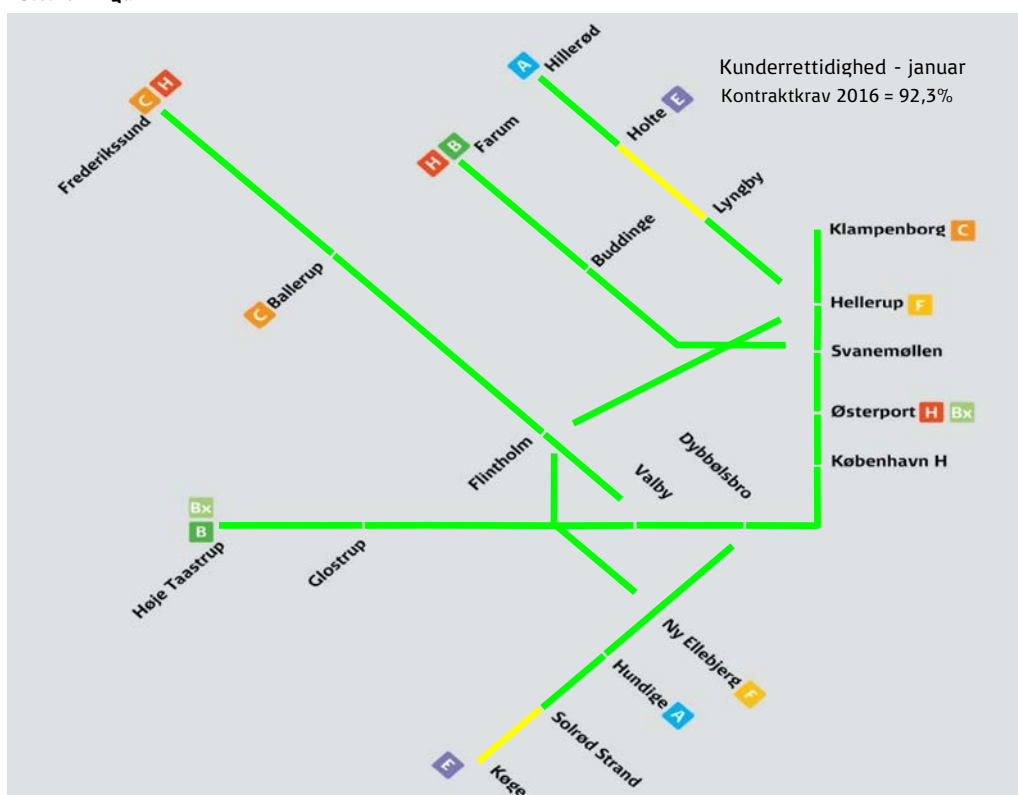 A Hillerød
Kunderrettidighed - januar
Kontraktkrav 2016 = 92,3%
C H
Frederikssund
Holte E
H B Farum
Lyngby
Buddinge
Klampenborg C
C Ballerup
Hellerup F
Svanemøllen
Østerport H Bx
København H
Flintholm
Valby
Dybbølsbro
Bx
B
Høje Taastrup
Glostrup
Ny Ellebjerg F
Hundige A
Solrød Strand
E Køge